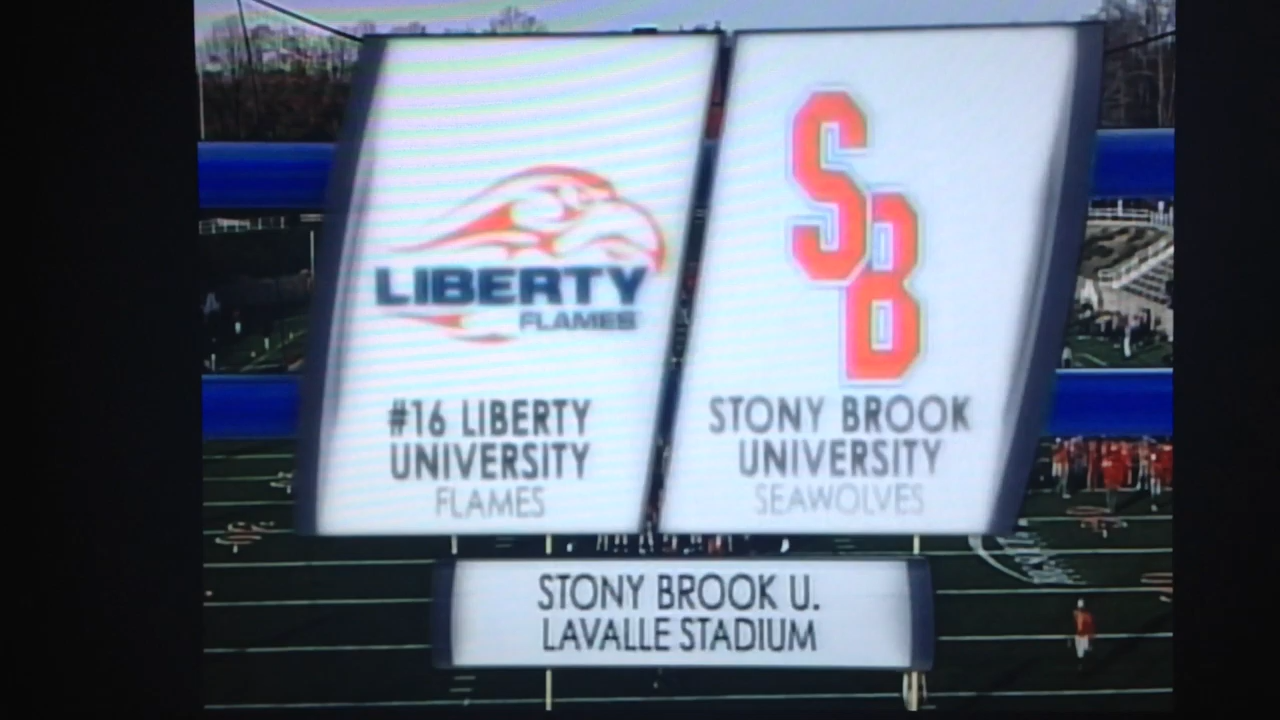 LIBERTY
FLAMES
#16 LIBERTY
UNIVERSITY
FLAMES
SB
STONY BROOK
UNIVERSITY
SEAWOLVES
STONY BROOK U.
LAVALLE STADIUM